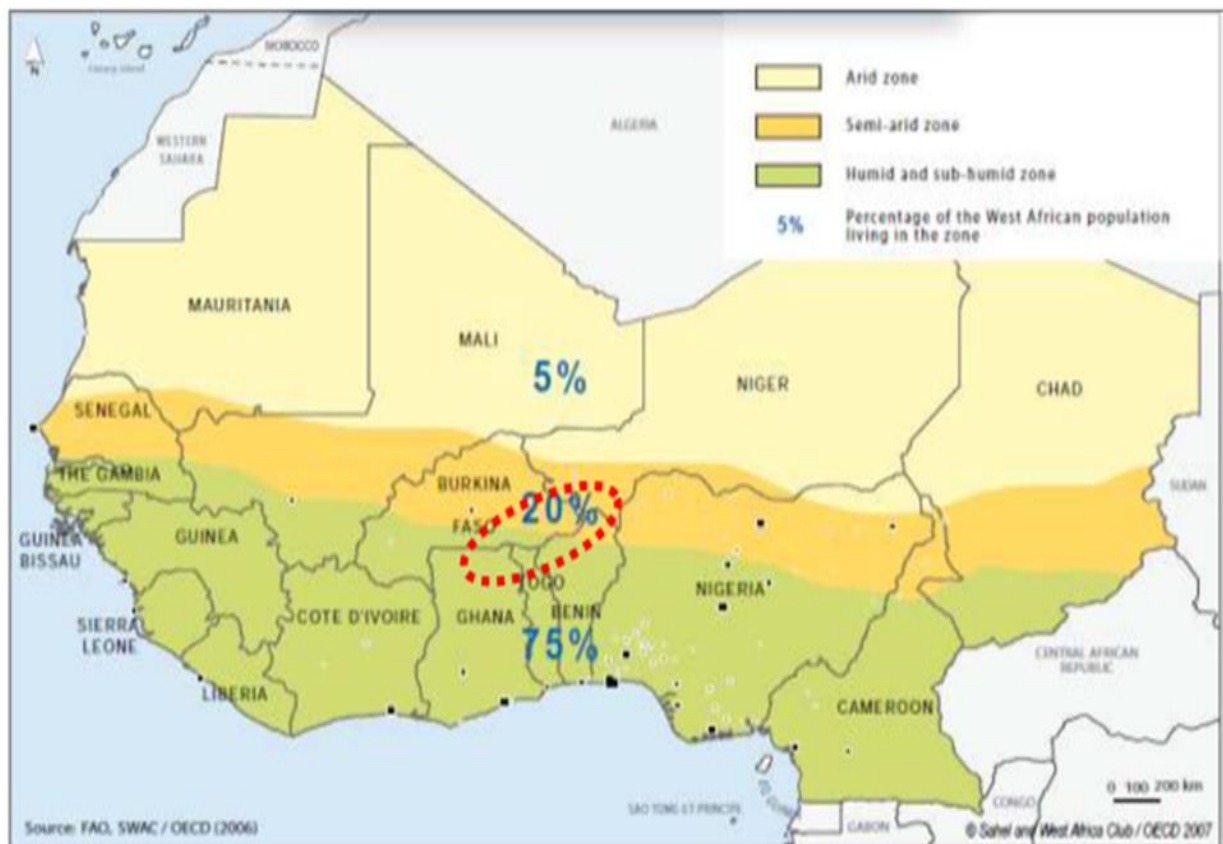 MOROCCO
N
ALGERIA
WESTERN
SAHARA
Arid zone
Semi-arid zone
Humid and sub-humid zone
5%
Percentage of the West African population
living in the zone
MAURITANIA
MALI
5%
NIGER
CHAD
SENEGAL
THE GAMBIA
BURKINA
FASO
20%
SUDAN
GUINEA
BISSAU
GUINEA
TOGO
NIGERIA
SIERRA
LEONE
COTE D'IVOIRE
GHANA
BENIN
75%
CENTRAL AFRICAN
REPUBLIC
LIBERIA
CAMEROON
0 100 200 km
SAO TOME ET PRINCIPE
CONGO
GABON
Source: FAO, SWAC / OECD (2006)
© Sahel and West Africa Club / OECD 2007